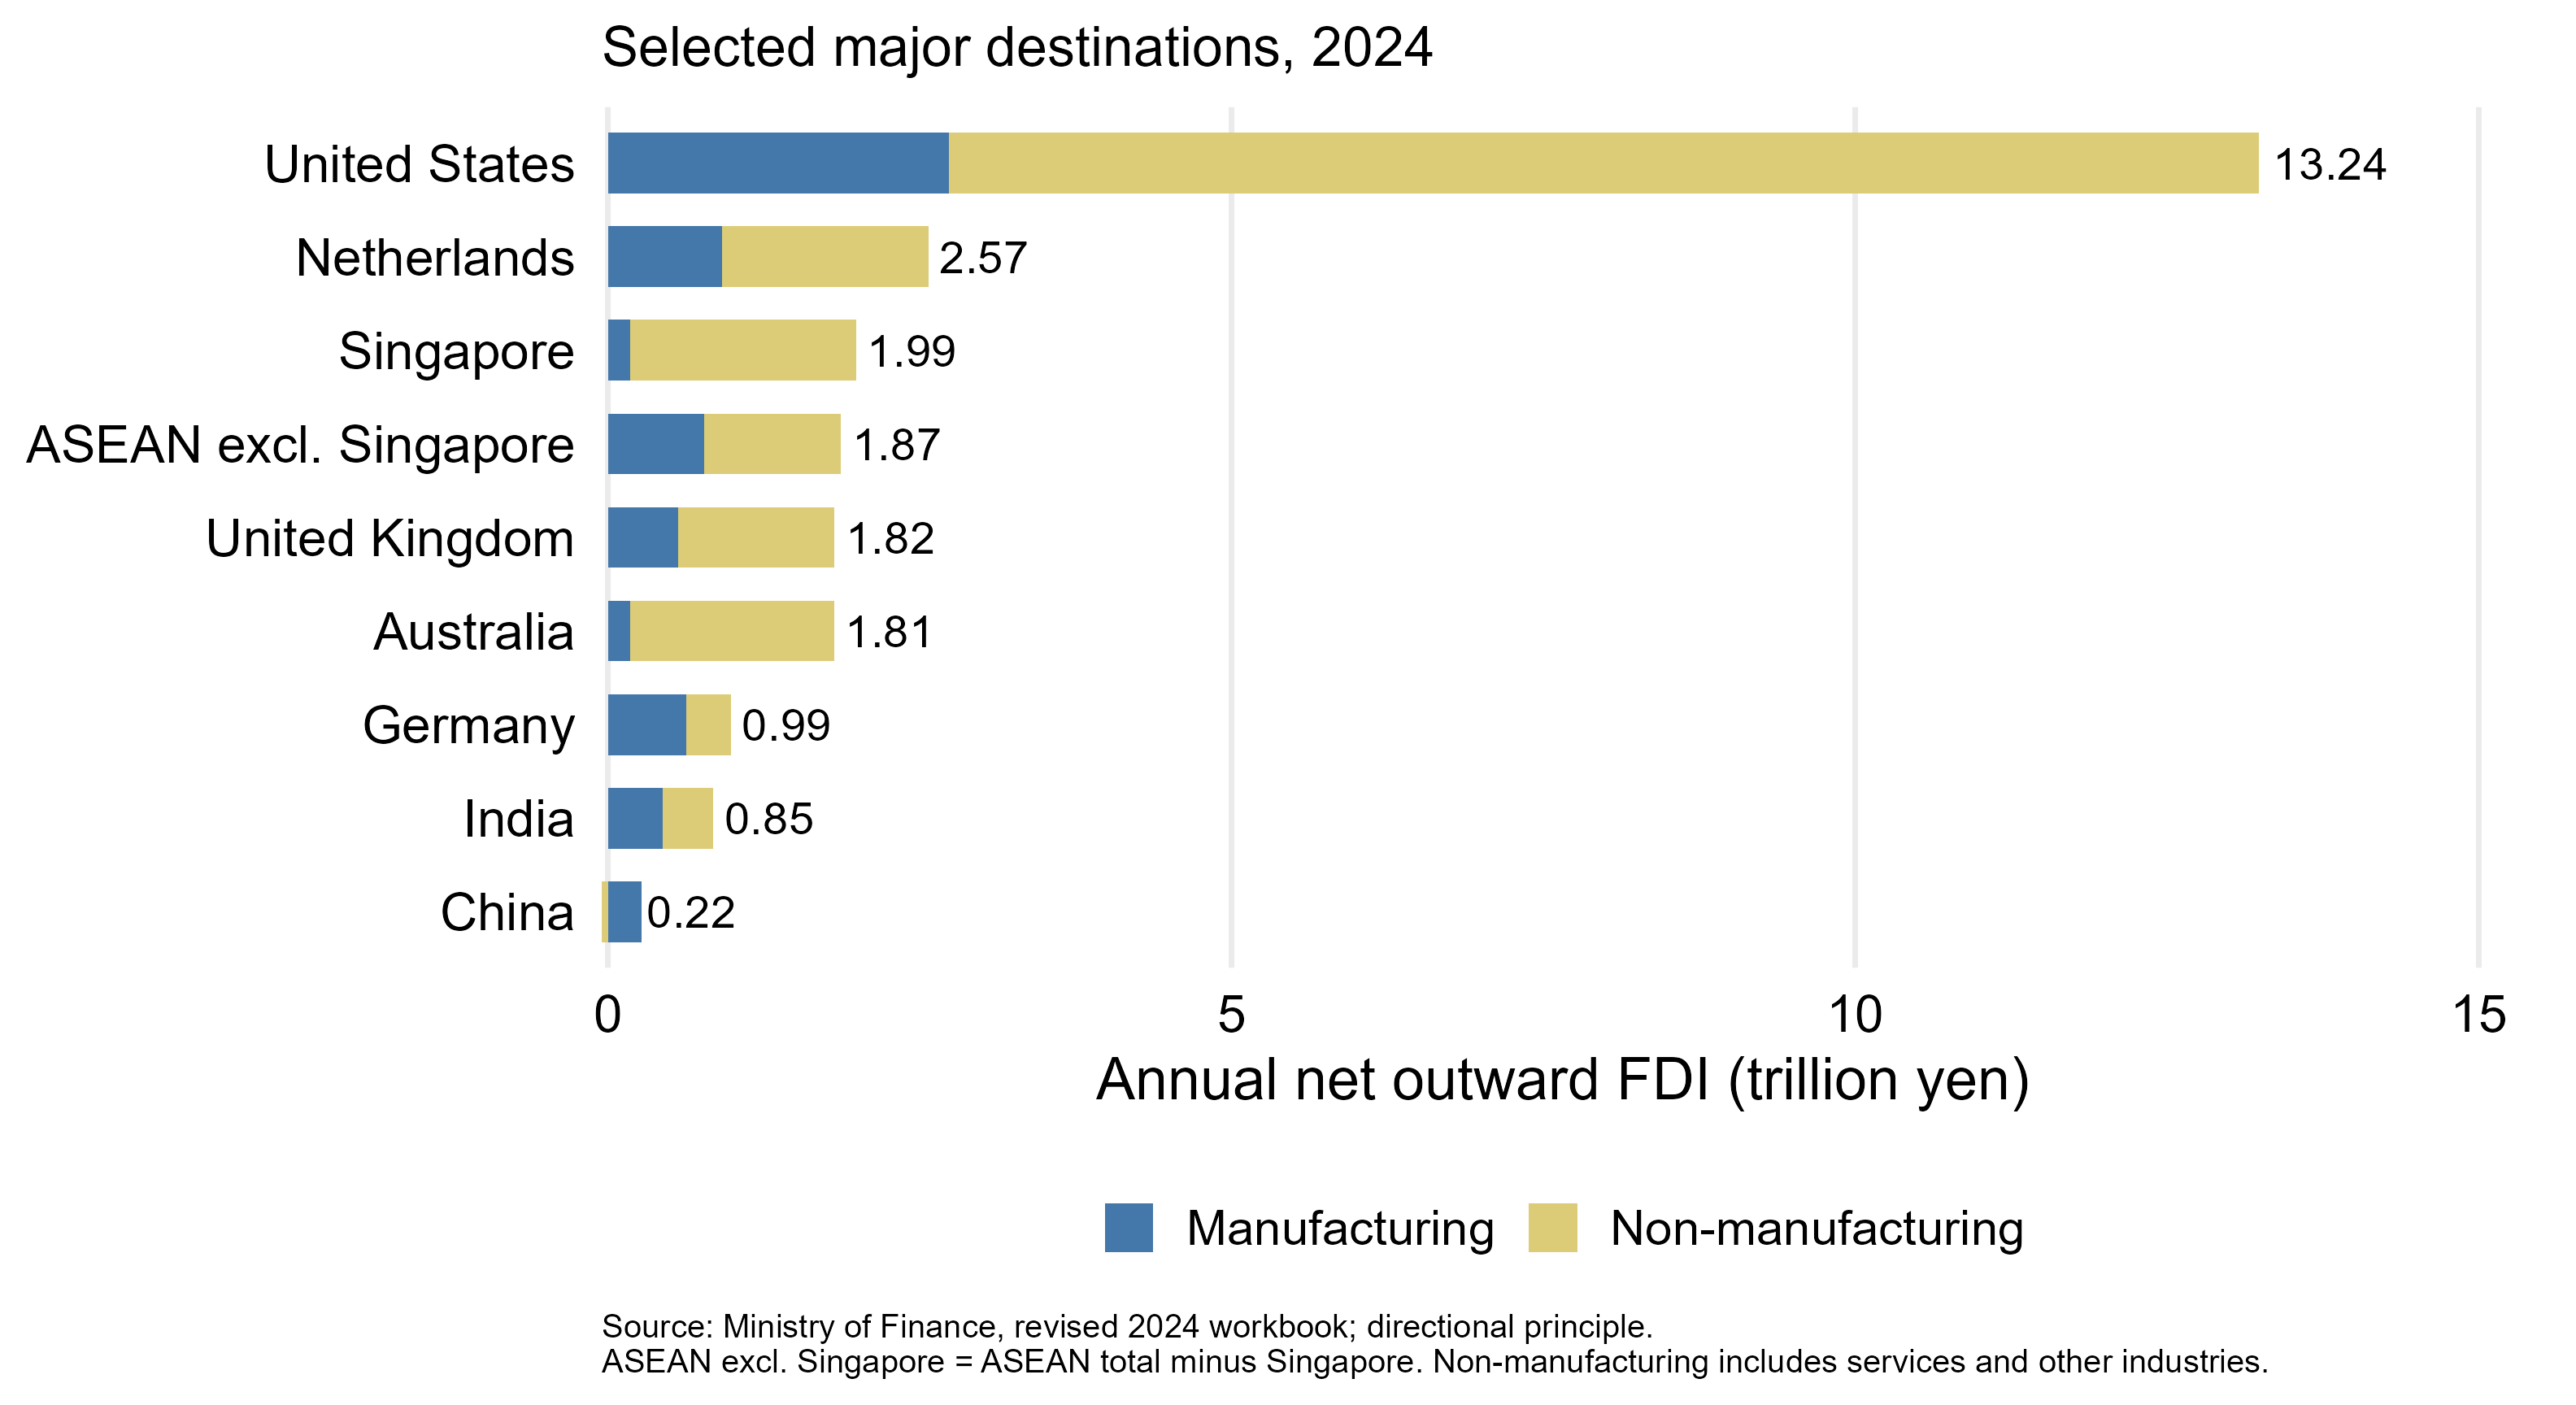 Selected major destinations, 2024
United States 13.24
Netherlands 2.57
Singapore 1.99
ASEAN excl. Singapore 1.87
United Kingdom 1.82
Australia 1.81
Germany 0.99
India 0.85
China 0.22
0 5 10 15
Annual net outward FDI (trillion yen)
Manufacturing Non-manufacturing
Source: Ministry of Finance, revised 2024 workbook; directional principle.
ASEAN excl. Singapore = ASEAN total minus Singapore. Non-manufacturing includes services and other industries.